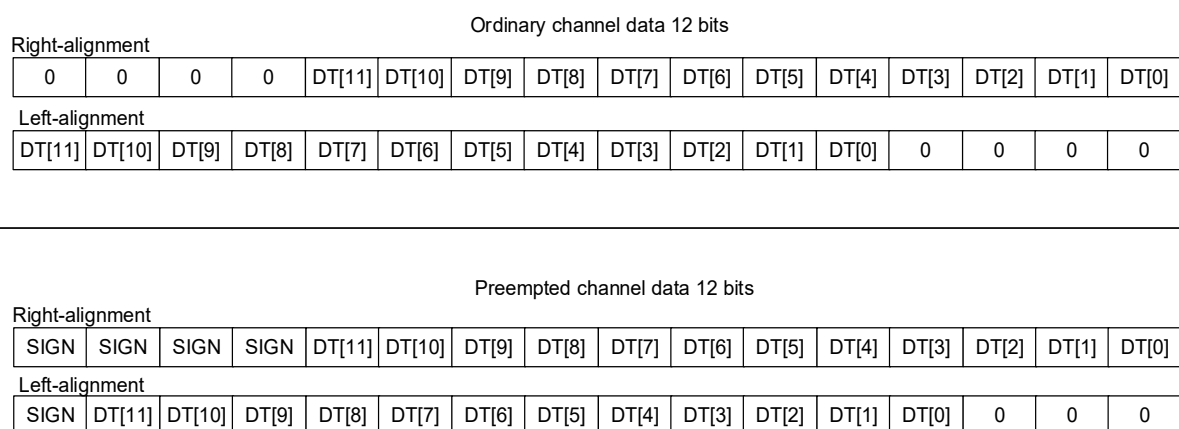 Ordinary channel data 12 bits
Right-alignment
0 0 0 0 DT[11] DT[10] DT[9] DT[8] DT[7] DT[6] DT[5] DT[4] DT[3] DT[2] DT[1] DT[0]
Left-alignment
DT[11] DT[10] DT[9] DT[8] DT[7] DT[6] DT[5] DT[4] DT[3] DT[2] DT[1] DT[0] 0 0 0 0
Preempted channel data 12 bits
Right-alignment
SIGN SIGN SIGN SIGN DT[11] DT[10] DT[9] DT[8] DT[7] DT[6] DT[5] DT[4] DT[3] DT[2] DT[1] DT[0]
Left-alignment
SIGN DT[11] DT[10] DT[9] DT[8] DT[7] DT[6] DT[5] DT[4] DT[3] DT[2] DT[1] DT[0] 0 0 0